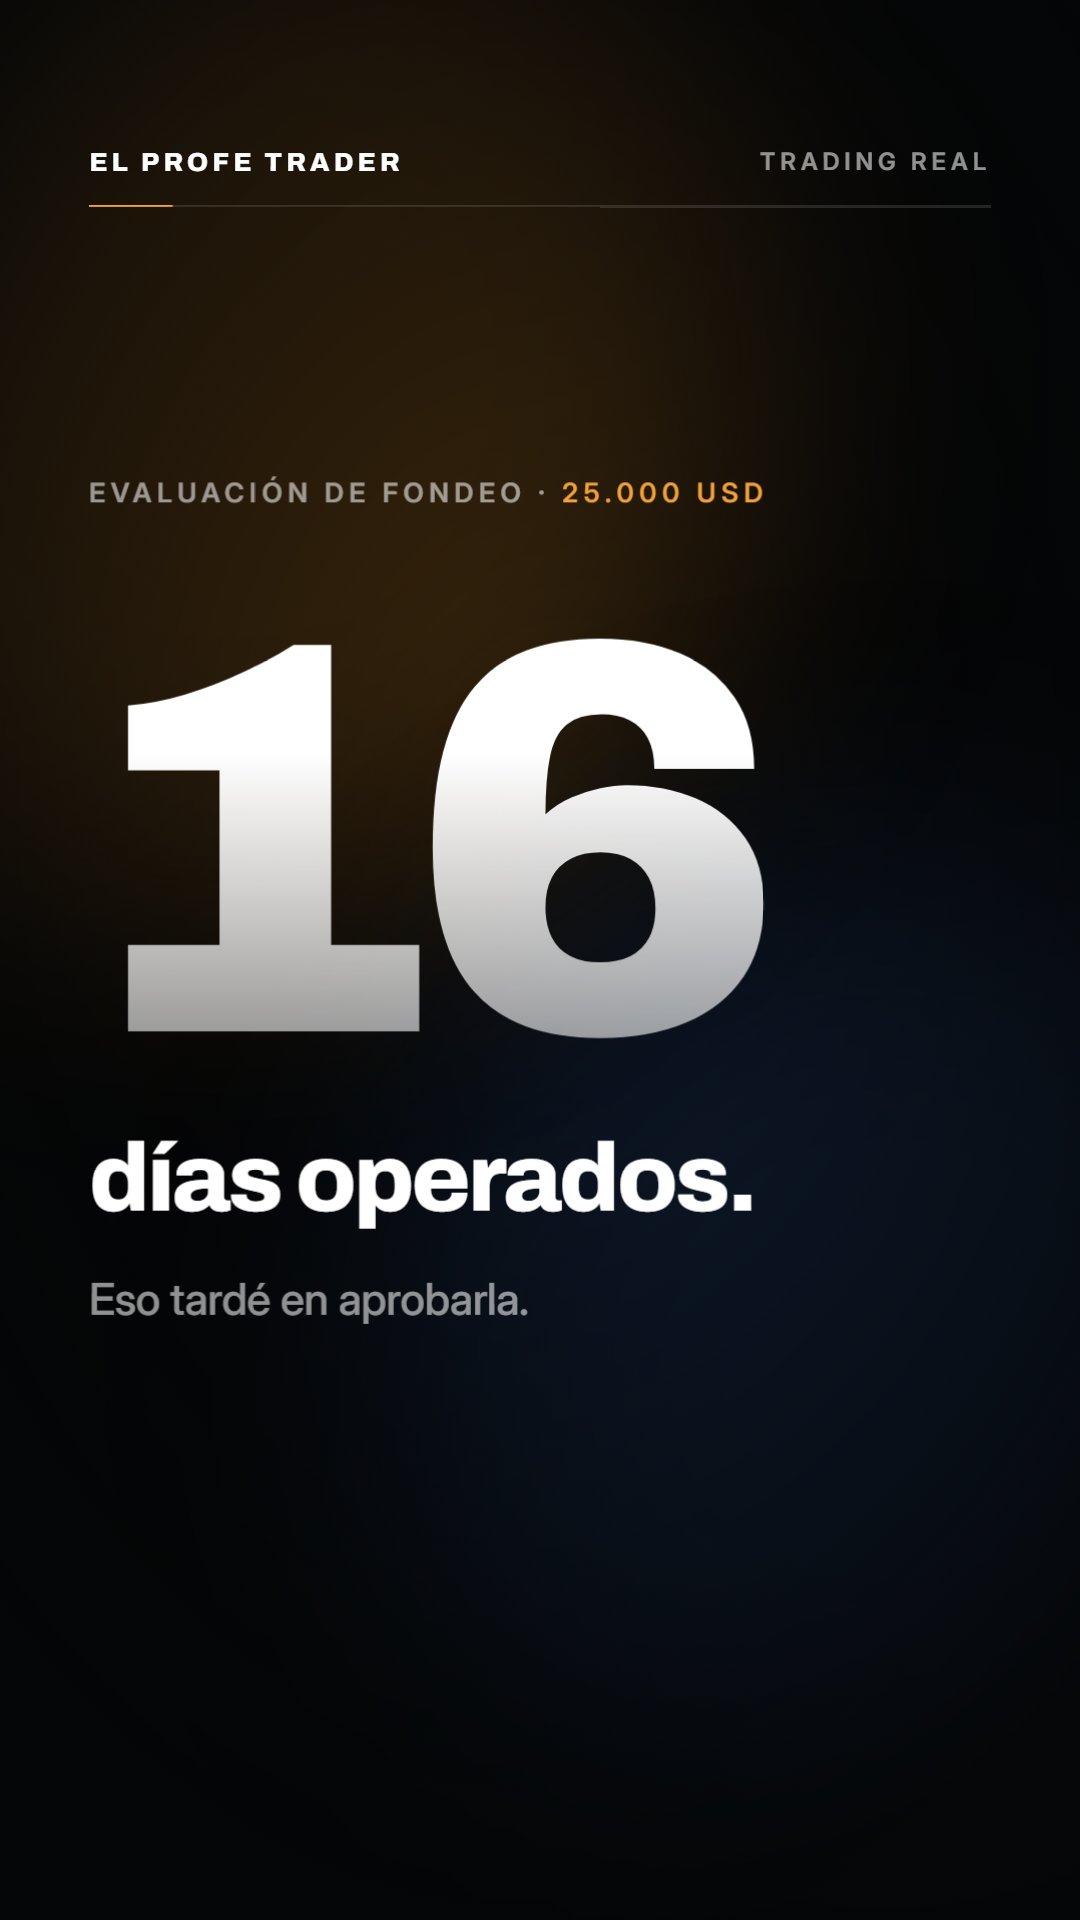 EL PROFE TRADER
TRADING REAL
EVALUACIÓN DE FONDEO · 25.000 USD
16
días operados.
Eso tardé en aprobarla.